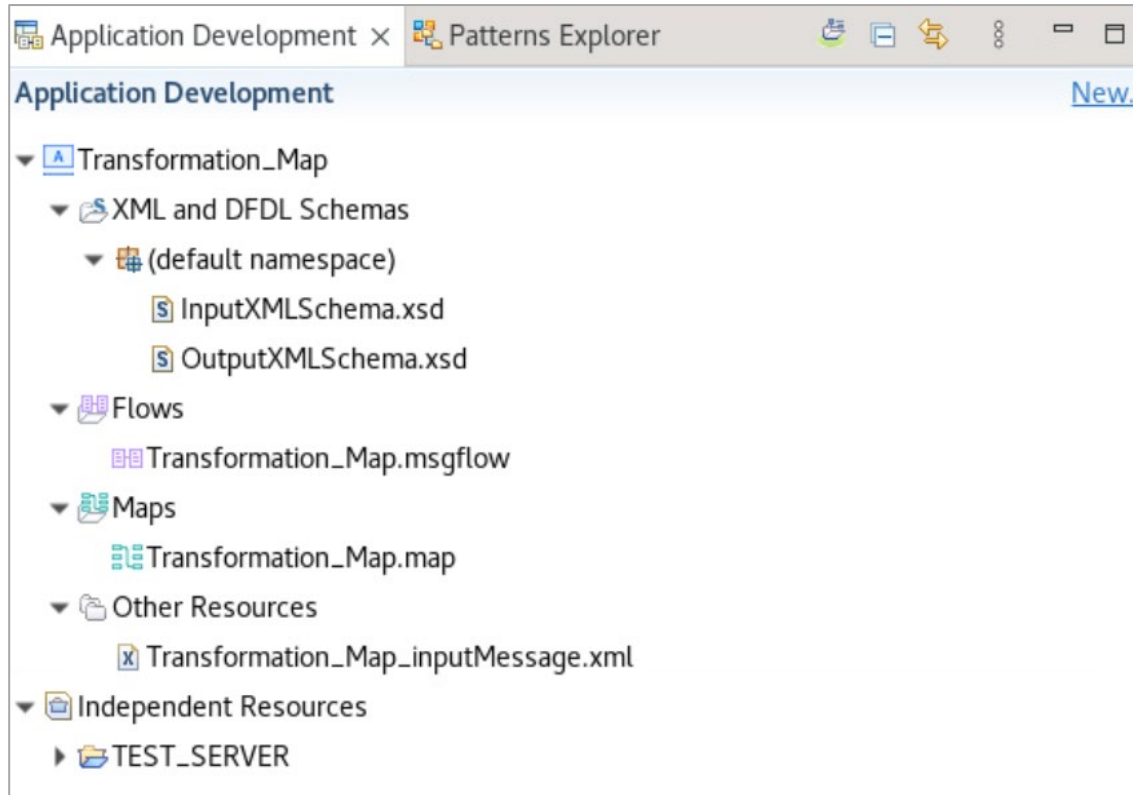 Application Development Patterns Explorer
Application Development New.
Transformation_Map
XML and DFDL Schemas
(default namespace)
InputXMLSchema.xsd
OutputXMLSchema.xsd
Flows
Transformation_Map.msgflow
Maps
Transformation_Map.map
Other Resources
Transformation_Map_inputMessage.xml
Independent Resources
TEST_SERVER